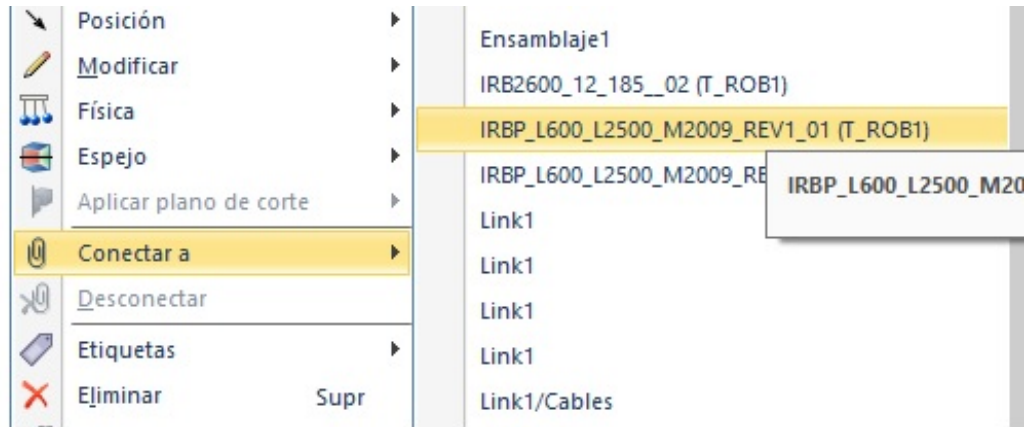 Posición
Modificar
Física
Espejo
Aplicar plano de corte
Conectar a
Desconectar
Etiquetas
Eliminar Supr
Ensamblaje1
IRB2600_12_185__02 (T_ROB1)
IRBP_L600_L2500_M2009_REV1_01 (T_ROB1)
IRBP_L600_L2500_M2009_RE
IRBP_L600_L2500_M20
Link1
Link1
Link1
Link1
Link1/Cables